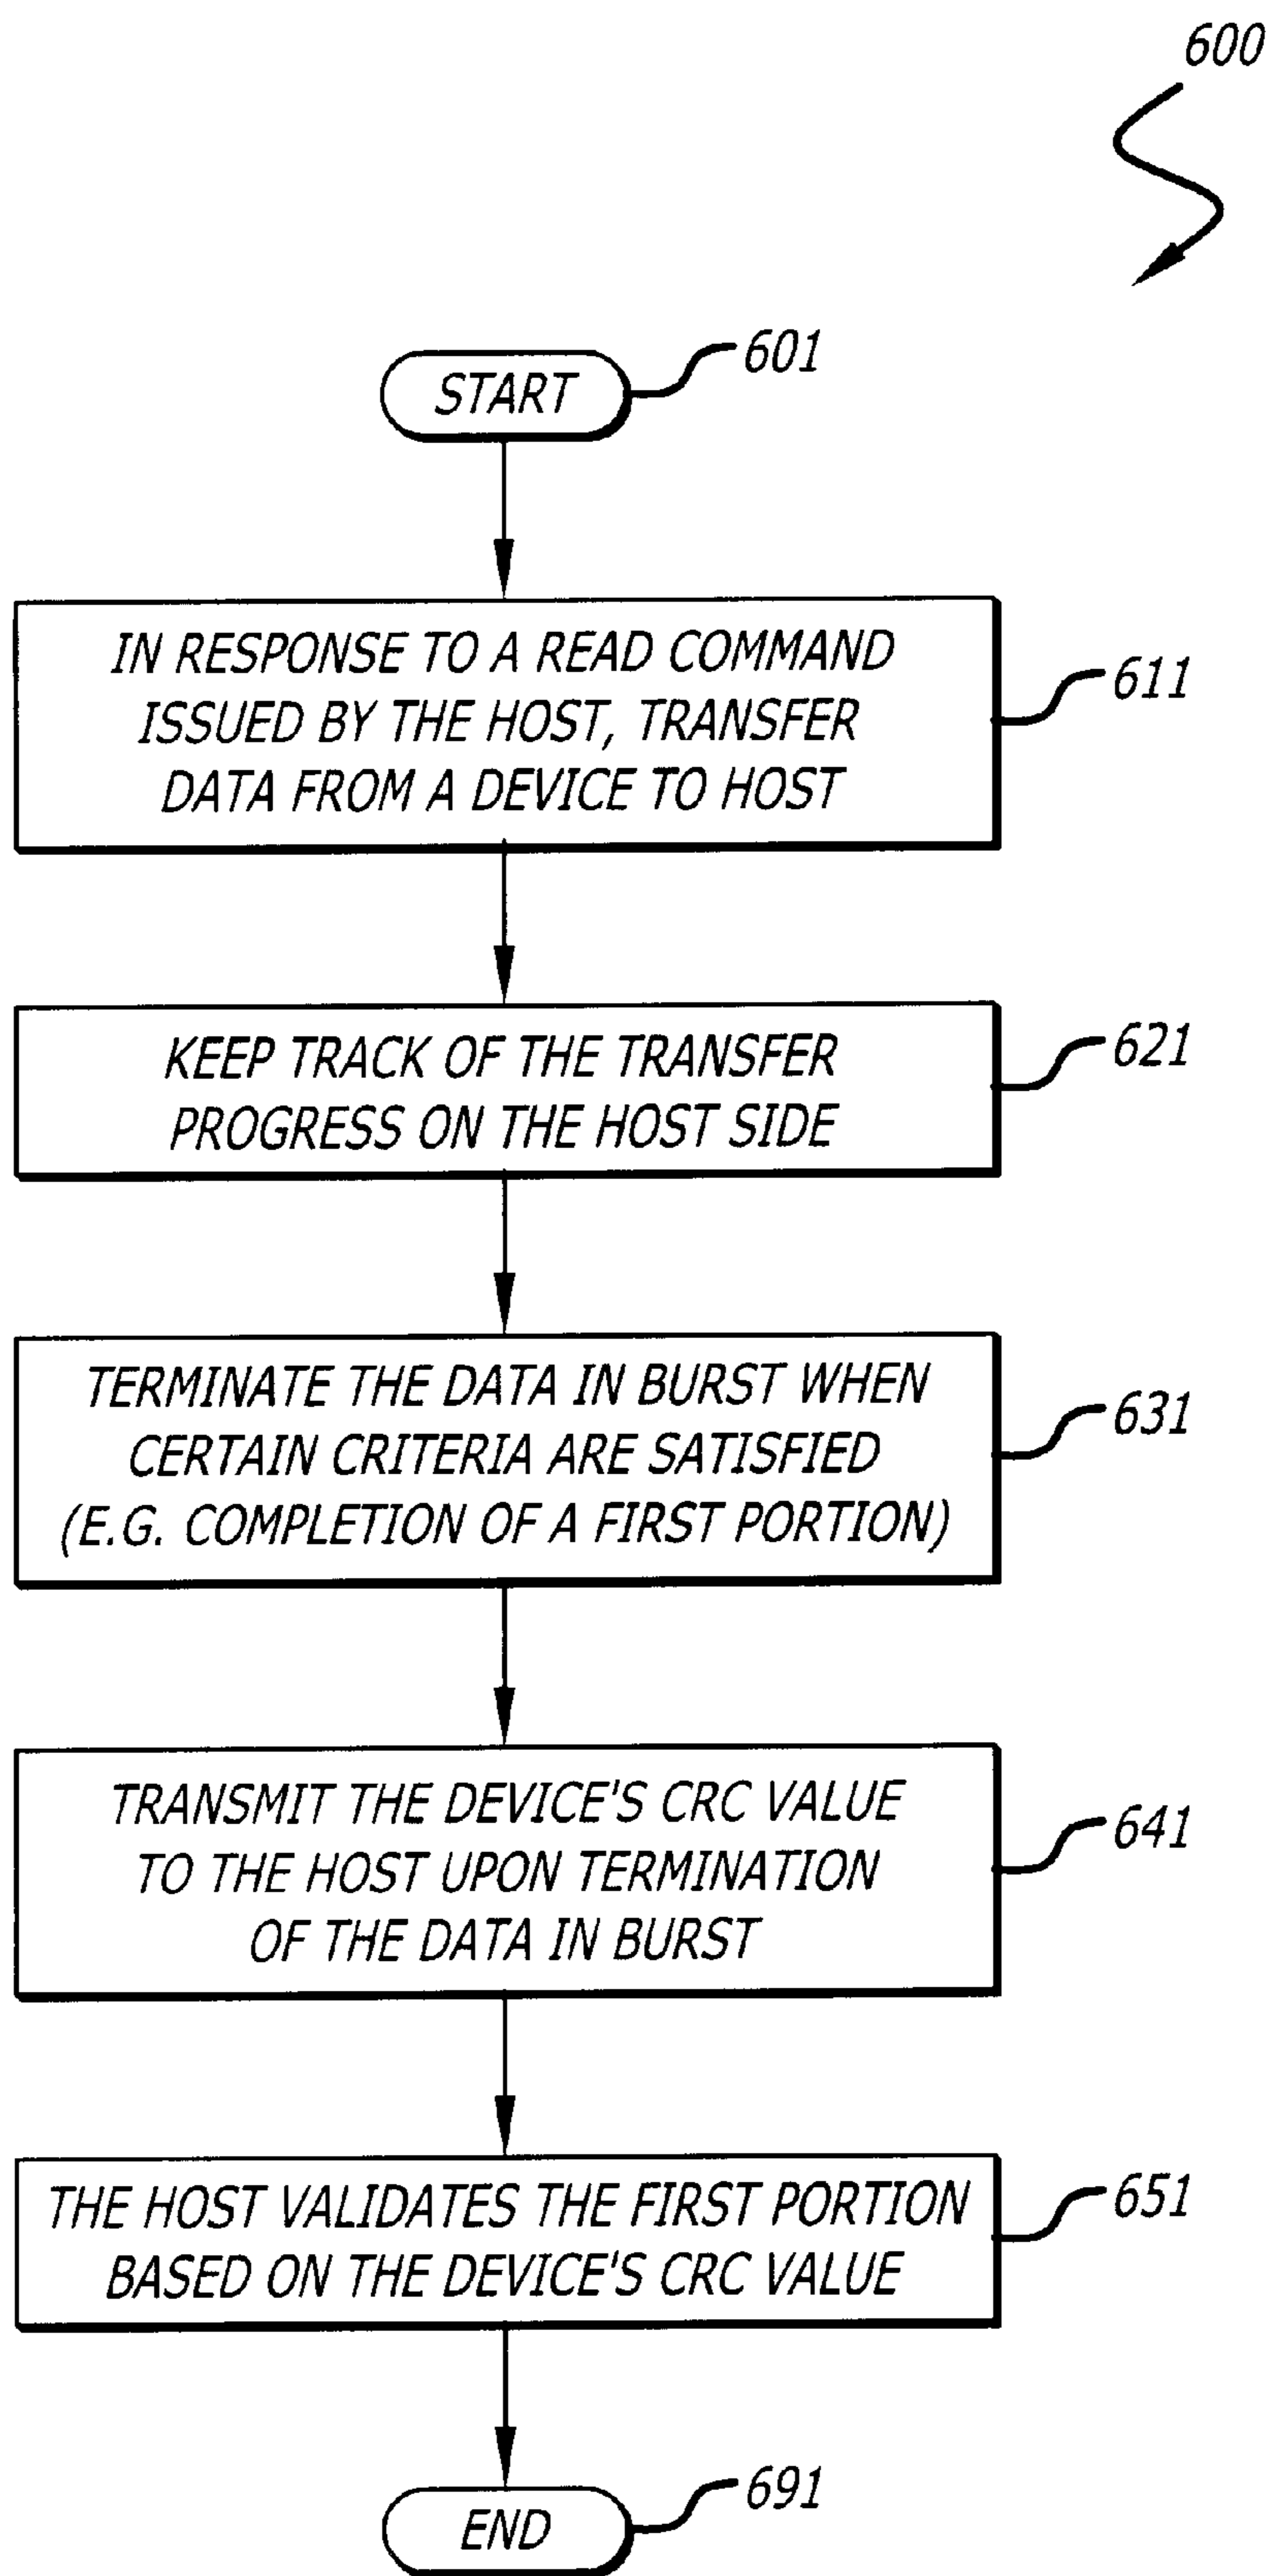 600
START
601
IN RESPONSE TO A READ COMMAND
ISSUED BY THE HOST, TRANSFER
DATA FROM A DEVICE TO HOST
611
KEEP TRACK OF THE TRANSFER
PROGRESS ON THE HOST SIDE
621
TERMINATE THE DATA IN BURST WHEN
CERTAIN CRITERIA ARE SATISFIED
(E.G. COMPLETION OF A FIRST PORTION)
631
TRANSMIT THE DEVICE'S CRC VALUE
TO THE HOST UPON TERMINATION
OF THE DATA IN BURST
641
THE HOST VALIDATES THE FIRST PORTION
BASED ON THE DEVICE'S CRC VALUE
651
END
691